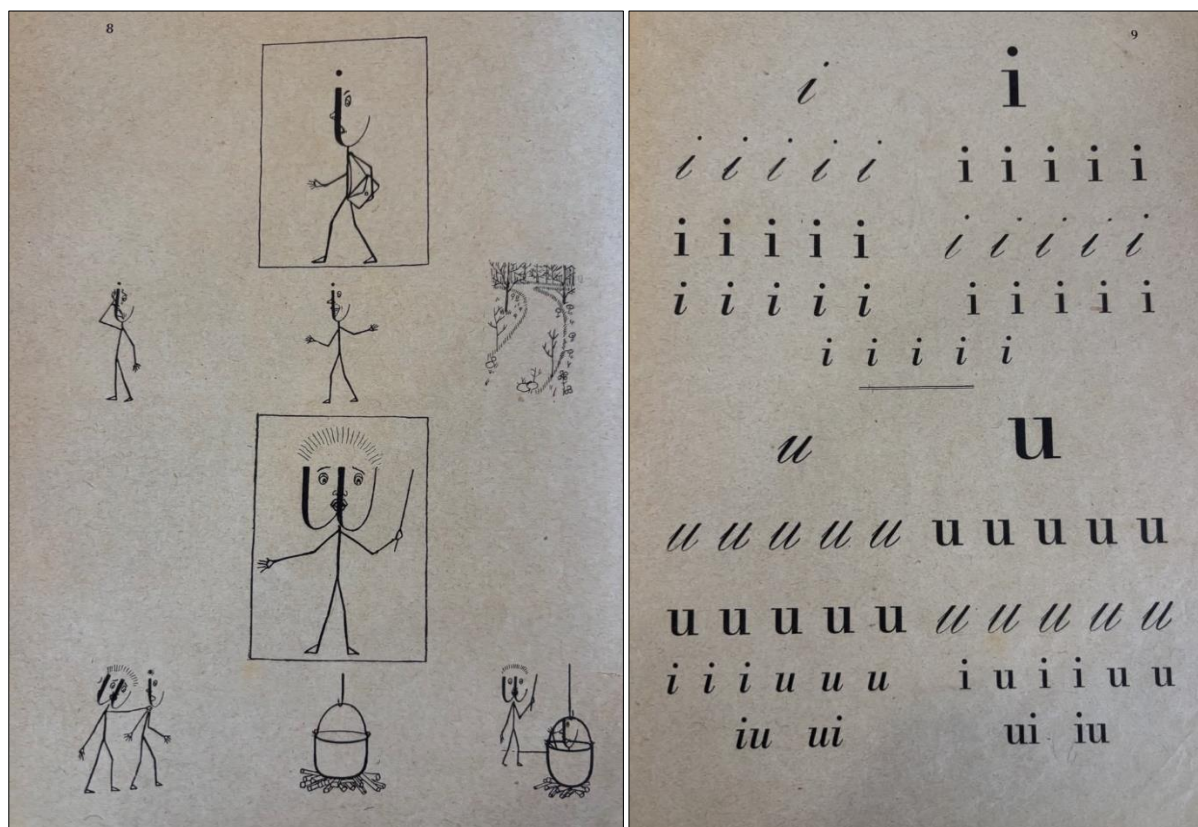 8
9
i i
i i i i i i i i i i
i i i i i i i i i i
i i i i i i i i i i
i i i i i
u u
u u u u u u u u u u
u u u u u u u u u u
i i i u u u i u i i u u
iu ui ui iu